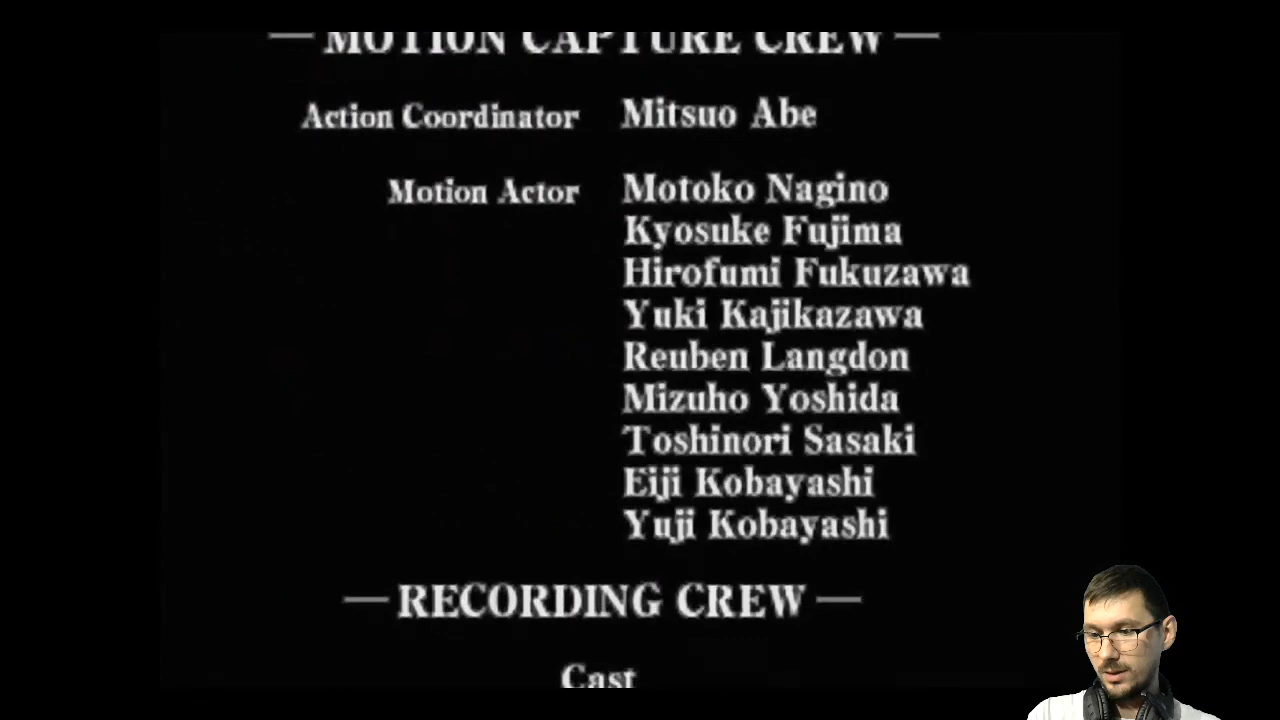 — MOTION CAPTURE CREW —
Action Coordinator Mitsuo Abe
Motion Actor Motoko Nagino
Kyosuke Fujima
Hirofumi Fukuzawa
Yuki Kajikazawa
Reuben Langdon
Mizuho Yoshida
Toshinori Sasaki
Eiji Kobayashi
Yuji Kobayashi
— RECORDING CREW —
Cast